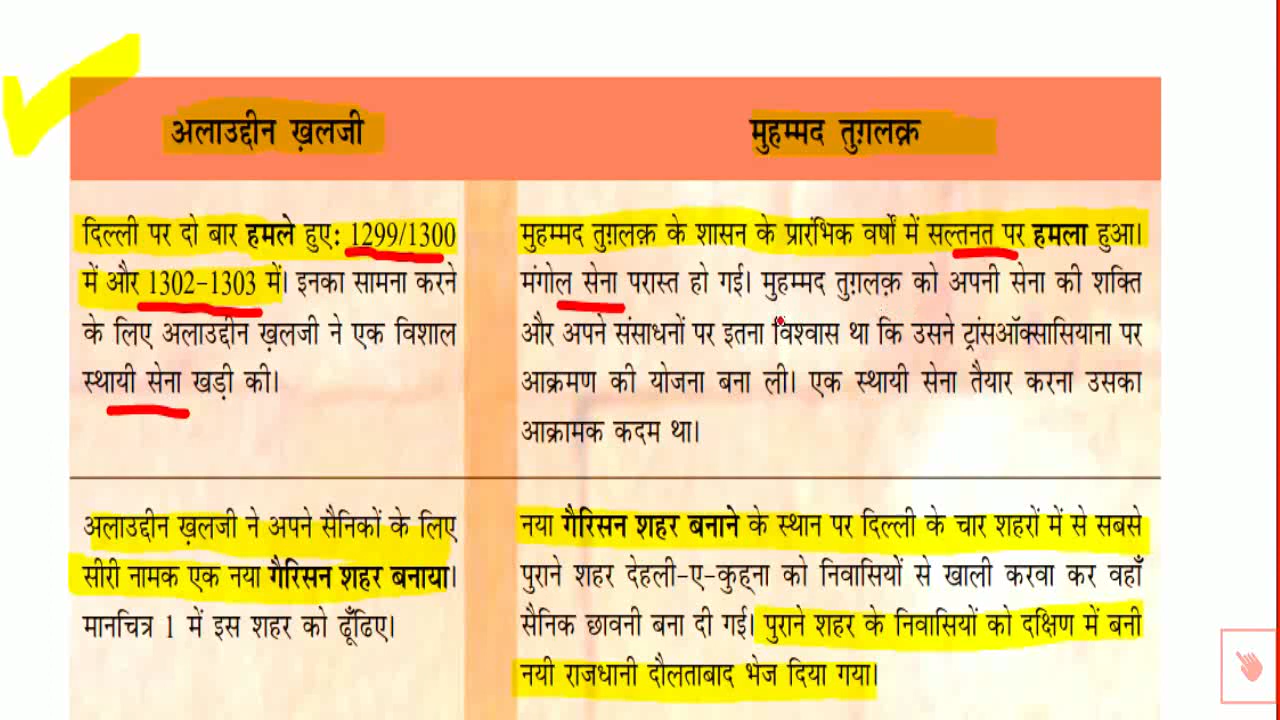 अलाउद्दीन ख़लजी
मुहम्मद तुग़लक़
दिल्ली पर दो बार हमले हुए: 1299/1300
में और 1302-1303 में। इनका सामना करने
के लिए अलाउद्दीन ख़लजी ने एक विशाल
स्थायी सेना खड़ी की।
मुहम्मद तुग़लक़ के शासन के प्रारंभिक वर्षों में सल्तनत पर हमला हुआ।
मंगोल सेना परास्त हो गई। मुहम्मद तुग़लक़ को अपनी सेना की शक्ति
और अपने संसाधनों पर इतना विश्वास था कि उसने ट्रांसऑक्सासियाना पर
आक्रमण की योजना बना ली। एक स्थायी सेना तैयार करना उसका
आक्रामक कदम था।
अलाउद्दीन ख़लजी ने अपने सैनिकों के लिए
सीरी नामक एक नया गैरिसन शहर बनाया।
मानचित्र 1 में इस शहर को ढूँढिए।
नया गैरिसन शहर बनाने के स्थान पर दिल्ली के चार शहरों में से सबसे
पुराने शहर देहली-ए-कुह्ना को निवासियों से खाली करवा कर वहाँ
सैनिक छावनी बना दी गई। पुराने शहर के निवासियों को दक्षिण में बनी
नयी राजधानी दौलताबाद भेज दिया गया।